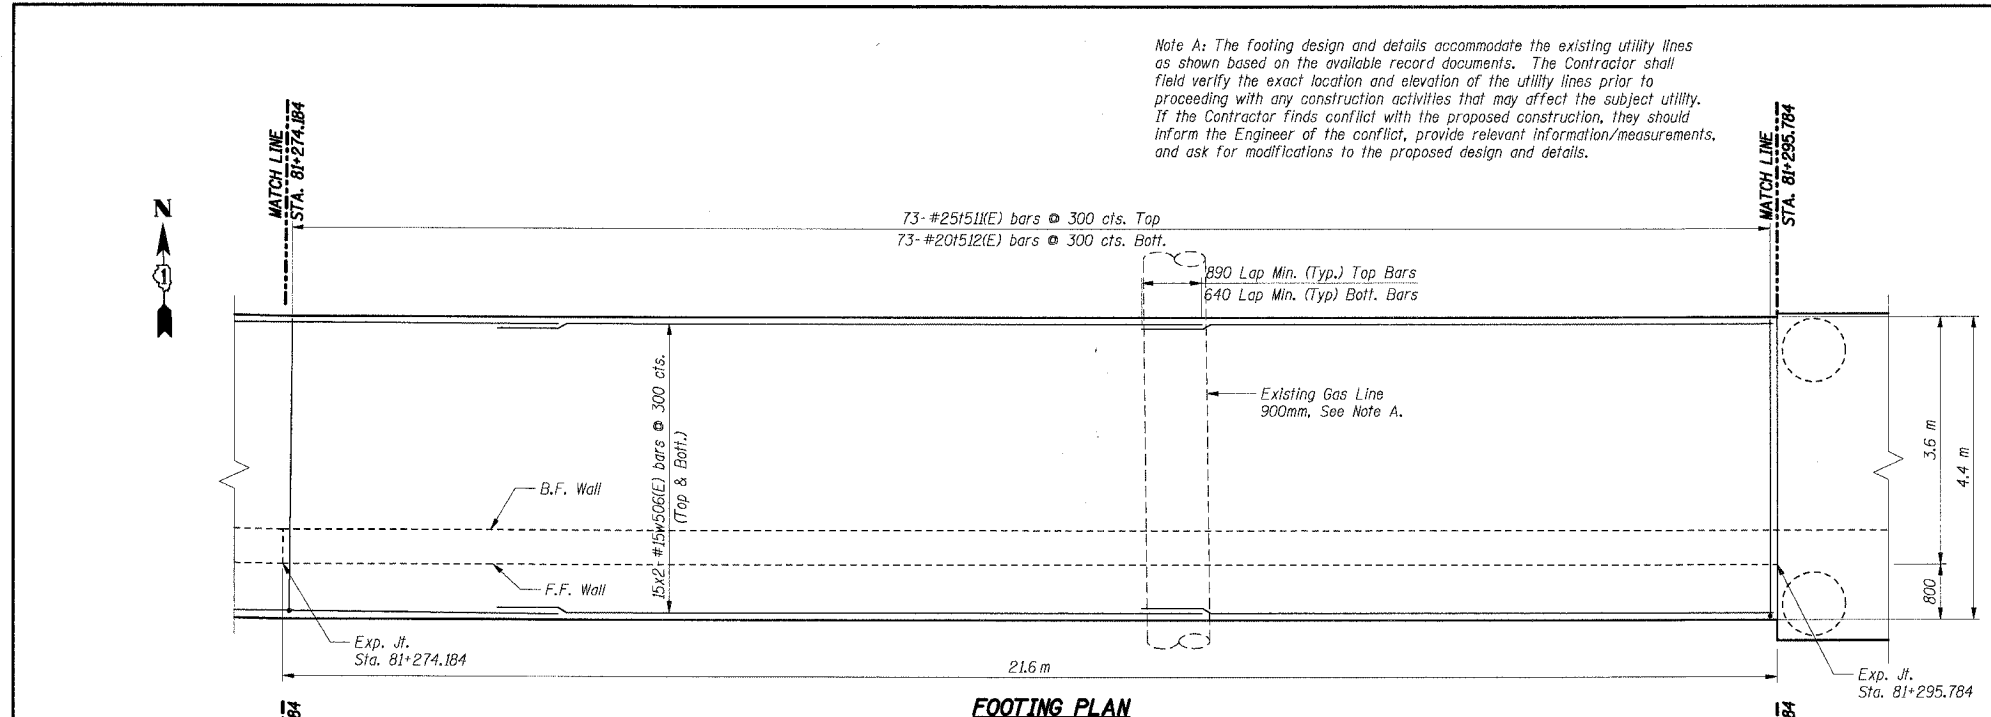 Note A: The footing design and details accommodate the existing utility lines
as shown based on the available record documents. The Contractor shall
field verify the exact location and elevation of the utility lines prior to
proceeding with any construction activities that may affect the subject utility.
If the Contractor finds conflict with the proposed construction, they should
inform the Engineer of the conflict, provide relevant information/measurements,
and ask for modifications to the proposed design and details.
MATCH LINE
STA. 81+274.184
MATCH LINE
STA. 81+295.784
N
1
73-#25t511(E) bars @ 300 cts. Top
73-#20t512(E) bars @ 300 cts. Bott.
890 Lap Min. (Typ.) Top Bars
640 Lap Min. (Typ) Bott. Bars
15x2-#15w506(E) bars @ 300 cts.
(Top & Bott.)
Existing Gas Line
900mm, See Note A.
3.6 m
4.4 m
800
B.F. Wall
F.F. Wall
Exp. Jt.
Sta. 81+274.184
21.6 m
Exp. Jt.
Sta. 81+295.784
FOOTING PLAN
84
84